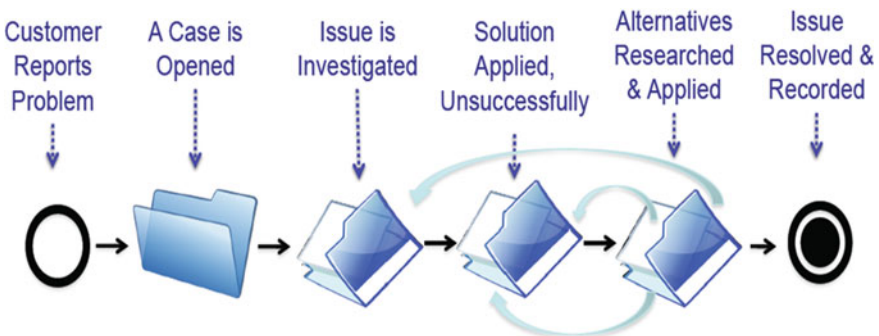 Customer
Reports
Problem
A Case is
Opened
Issue is
Investigated
Solution
Applied,
Unsuccessfully
Alternatives
Researched
& Applied
Issue
Resolved &
Recorded